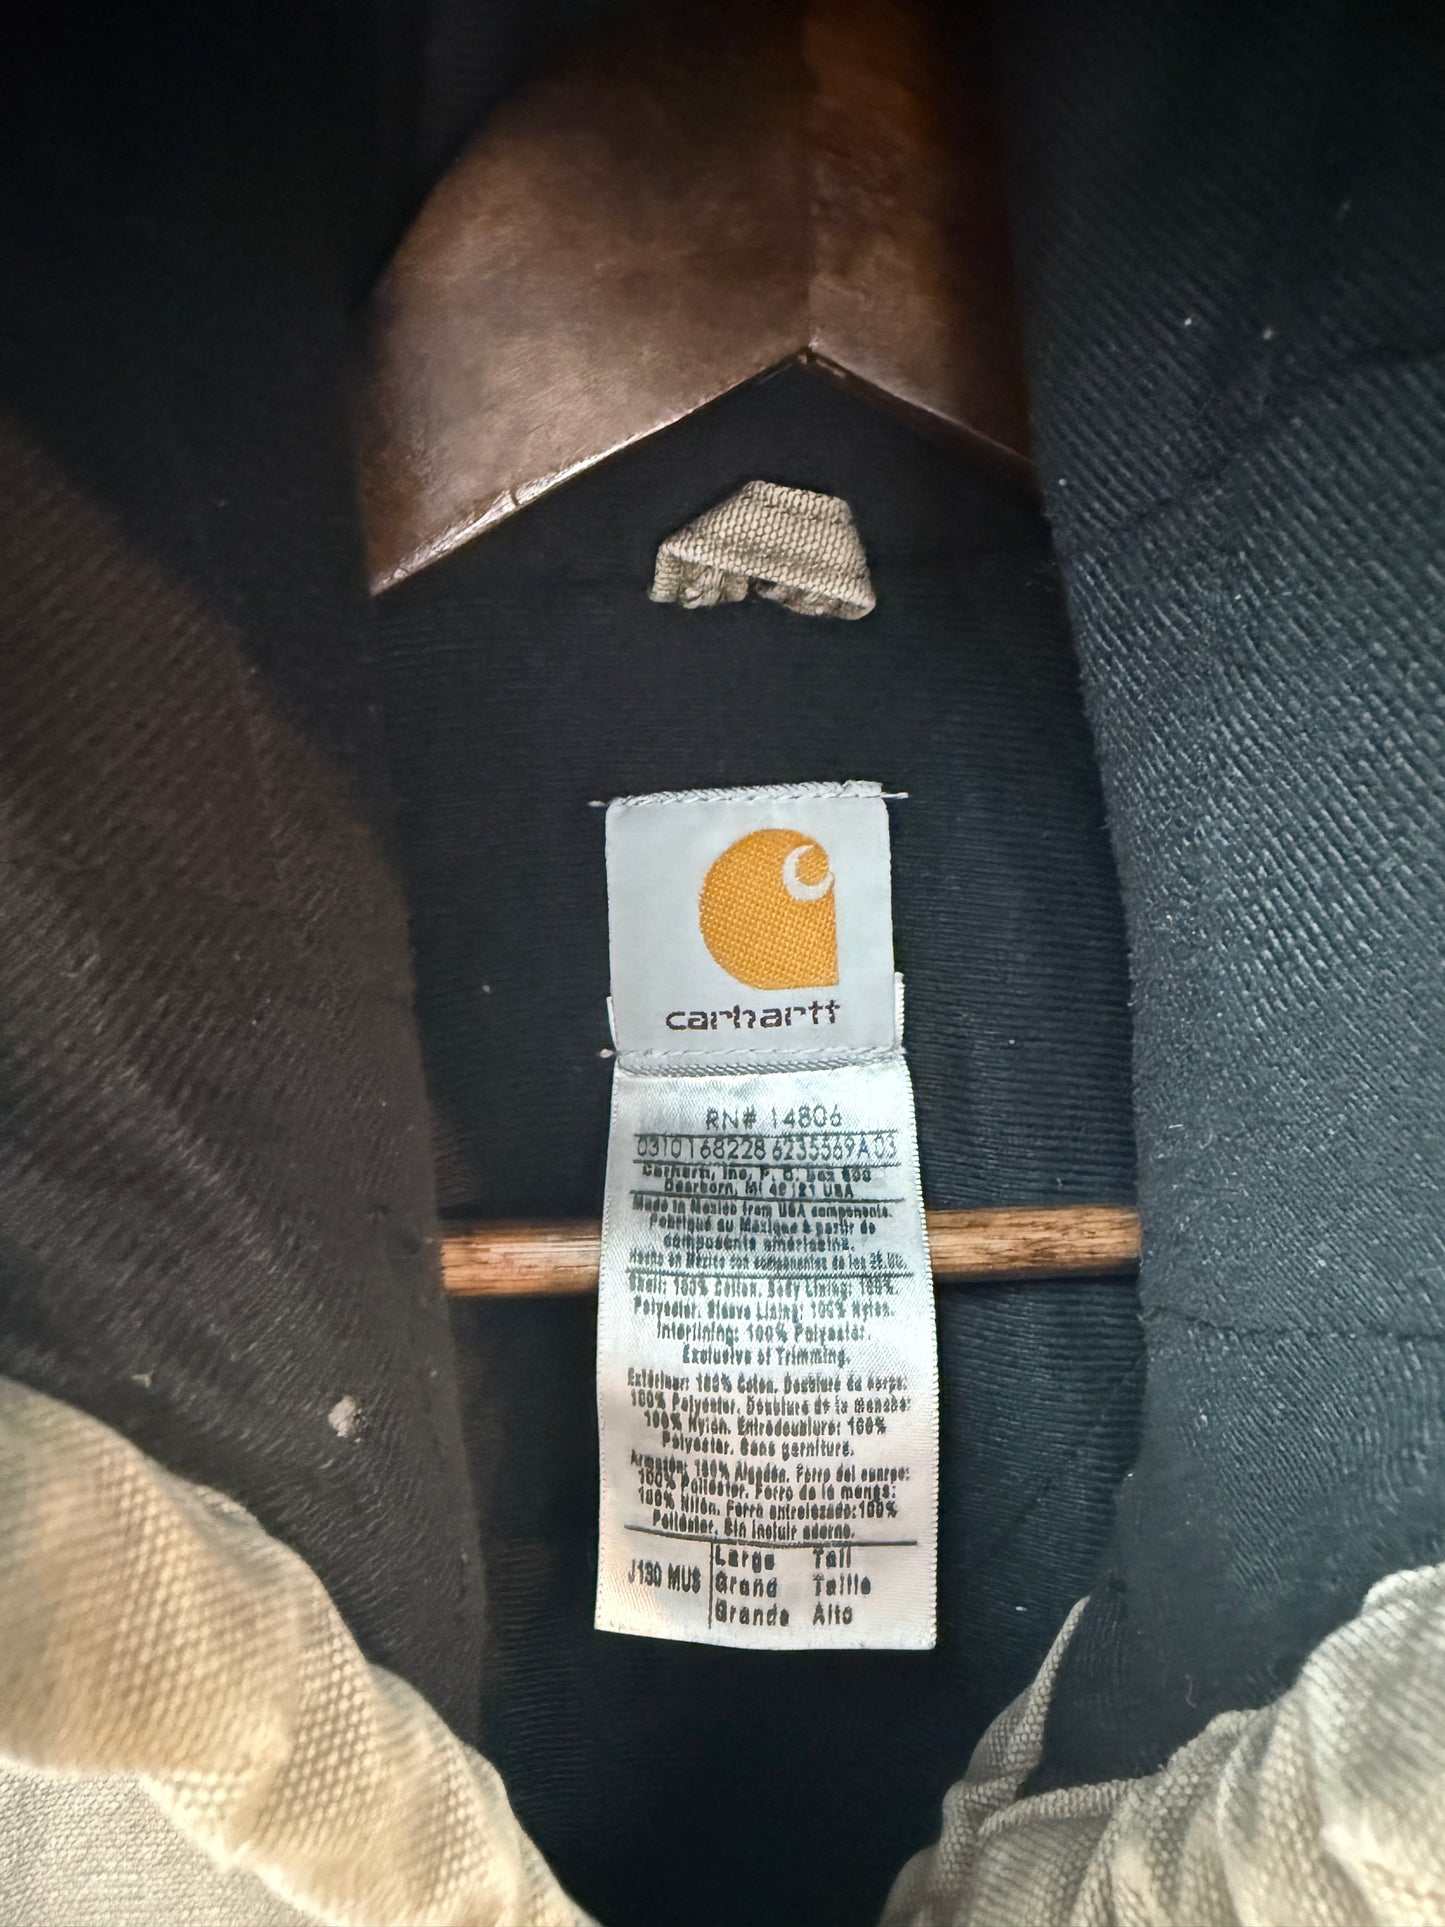 carhartt
RN# 14806
0310168228 6235569A 03
Carhartt, Inc, P. O. Box 600
Dearborn, MI 48121 USA
Made in Mexico from USA components.
Fabriqué au Mexique à partir de
composants américains.
Hecho en México con componentes de los EE.UU.
Shell: 100% Cotton. Body Lining: 100%
Polyester. Sleeve Lining: 100% Nylon.
Interlining: 100% Polyester.
Exclusive of Trimming.
Extérieur: 100% Coton. Doublure du corps:
100% Polyester. Doublure de la manche:
100% Nylon. Entredoublure: 100%
Polyester. Sans garniture.
Armazón: 100% Algodón. Forro del cuerpo:
100% Poliéster. Forro de la manga:
100% Nilón. Forro entrelazado:100%
Poliéster. Sin incluir adorno.
J130 MUS
Large Tall
Grand Taille
Grande Alto